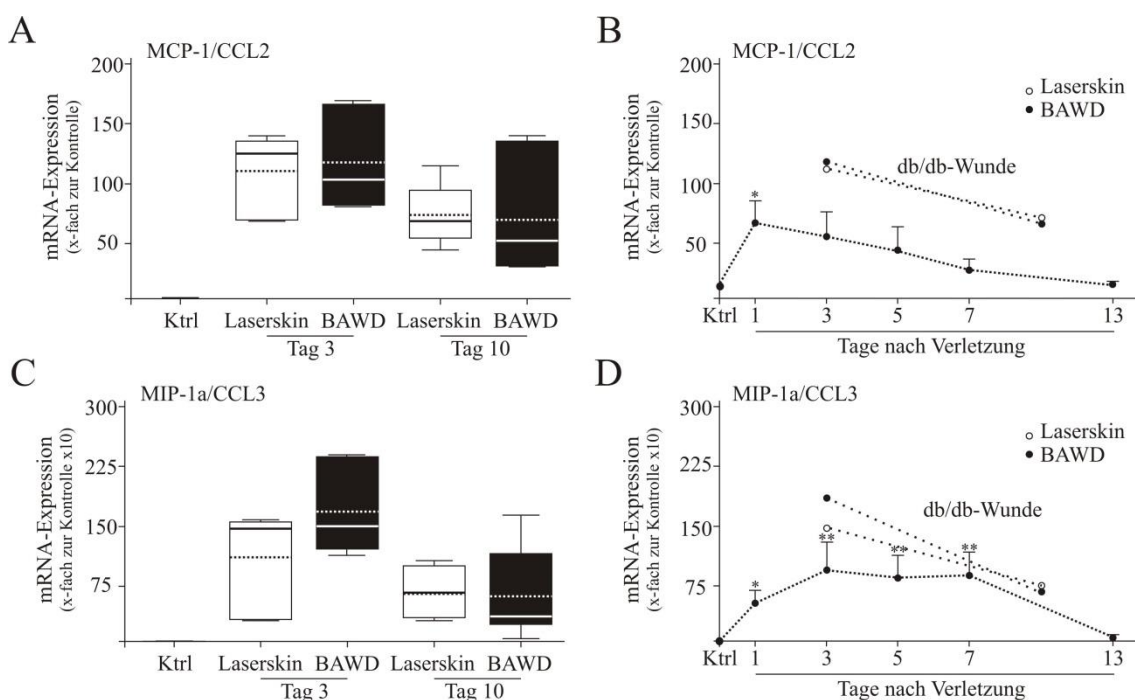 A
MCP-1/CCL2
mRNA-Expression
(x-fach zur Kontrolle)
200
150
100
50
Ktrl
Laserskin BAWD Laserskin BAWD
Tag 3 Tag 10
B
MCP-1/CCL2
mRNA-Expression
(x-fach zur Kontrolle)
200
150
100
50
Laserskin
BAWD
db/db-Wunde
*
Ktrl 1 3 5 7 13
Tage nach Verletzung
C
MIP-1a/CCL3
mRNA-Expression
(x-fach zur Kontrolle x10)
300
225
150
75
Ktrl
Laserskin BAWD Laserskin BAWD
Tag 3 Tag 10
D
MIP-1a/CCL3
mRNA-Expression
(x-fach zur Kontrolle x10)
300
225
150
75
Laserskin
BAWD
db/db-Wunde
* ** ** **
Ktrl 1 3 5 7 13
Tage nach Verletzung